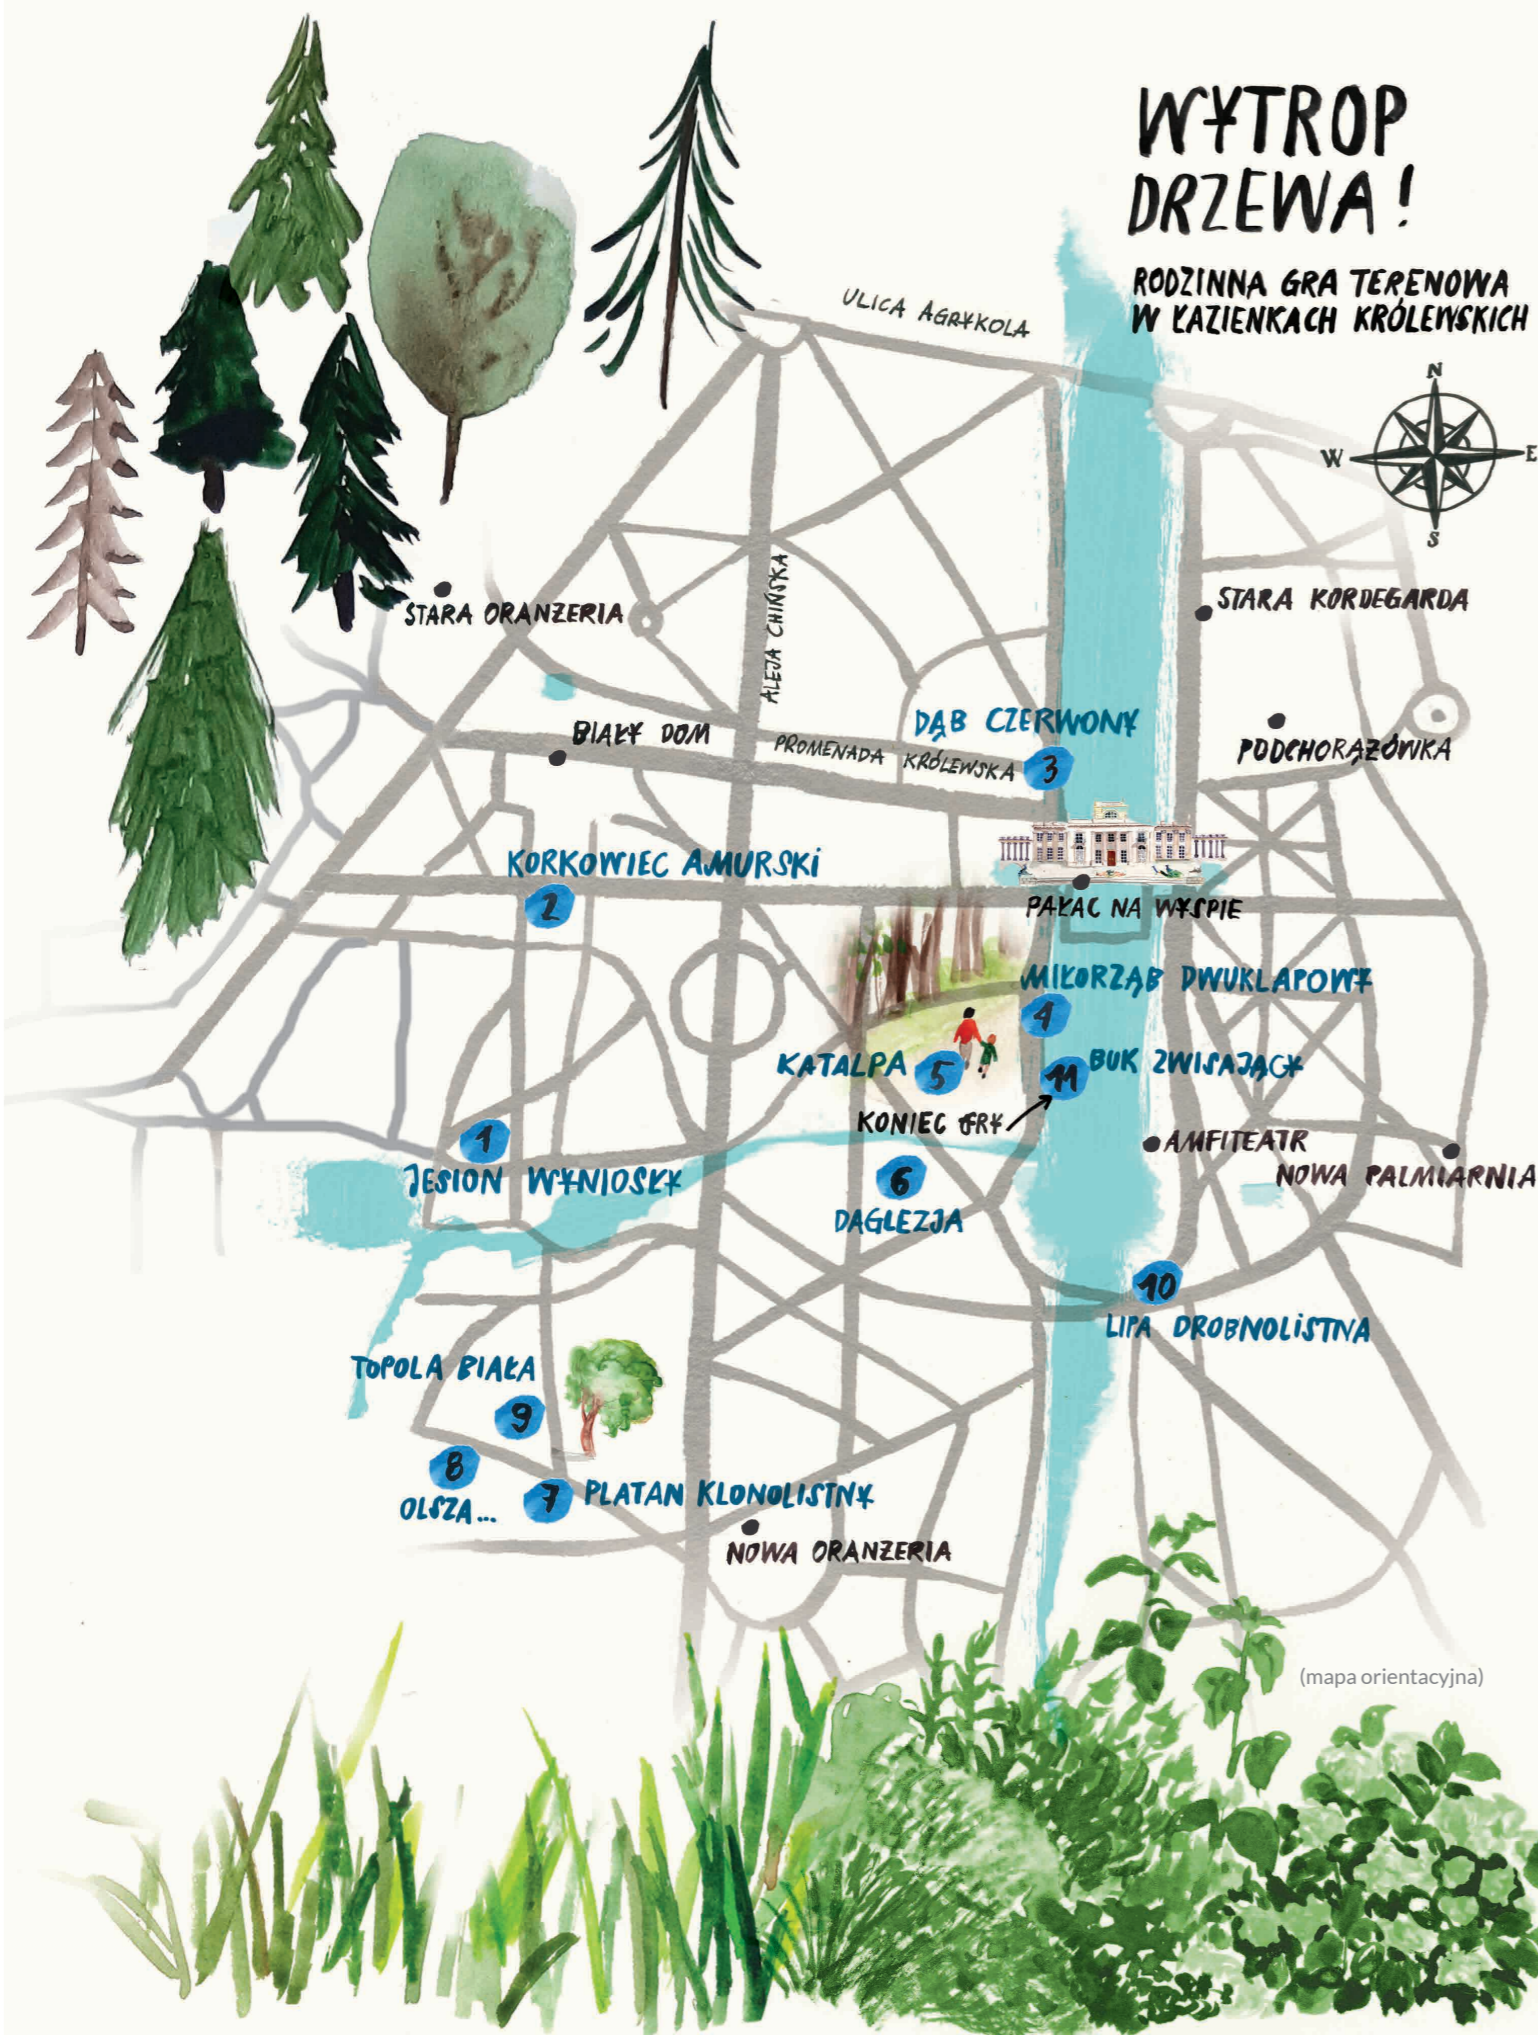 WYTROP
DRZEWA!
RODZINNA GRA TERENOWA
W ŁAZIENKACH KRÓLEWSKICH
ULICA AGRYKOLA
N
W
E
S
STARA ORANŻERIA
ALEJA CHIŃSKA
STARA KORDEGARDA
BIAŁY DOM
DĄB CZERWONY
PROMENADA KRÓLEWSKA
3
PODCHORĄŻÓWKA
KORKOWIEC AMURSKI
2
PAŁAC NA WYSPIE
MIŁORZĄB DWUKLAPOWY
4
KATALPA
5
11
BUK ZWISAJĄCY
KONIEC GRY
1
JESION WYNIOSŁY
AMFITEATR
NOWA PALMIARNIA
6
DAGLEZJA
10
LIPA DROBNOLISTNA
TOPOLA BIAŁA
9
8
OLSZA...
7
PLATAN KLONOLISTNY
NOWA ORANŻERIA
(mapa orientacyjna)